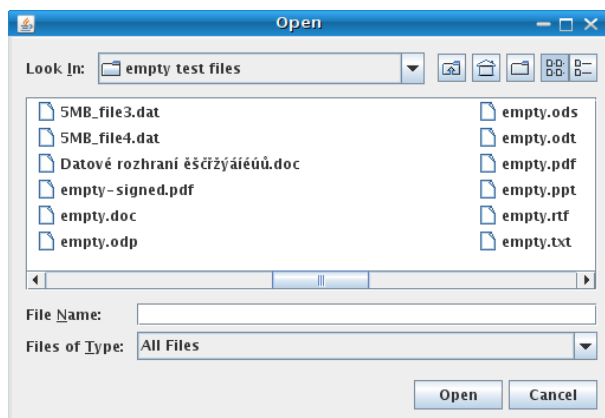 Open
Look In: empty test files
5MB_file3.dat
5MB_file4.dat
Datové rozhraní ěščřžýáíéúů.doc
empty-signed.pdf
empty.doc
empty.odp
empty.ods
empty.odt
empty.pdf
empty.ppt
empty.rtf
empty.txt
File Name:
Files of Type: All Files
Open Cancel